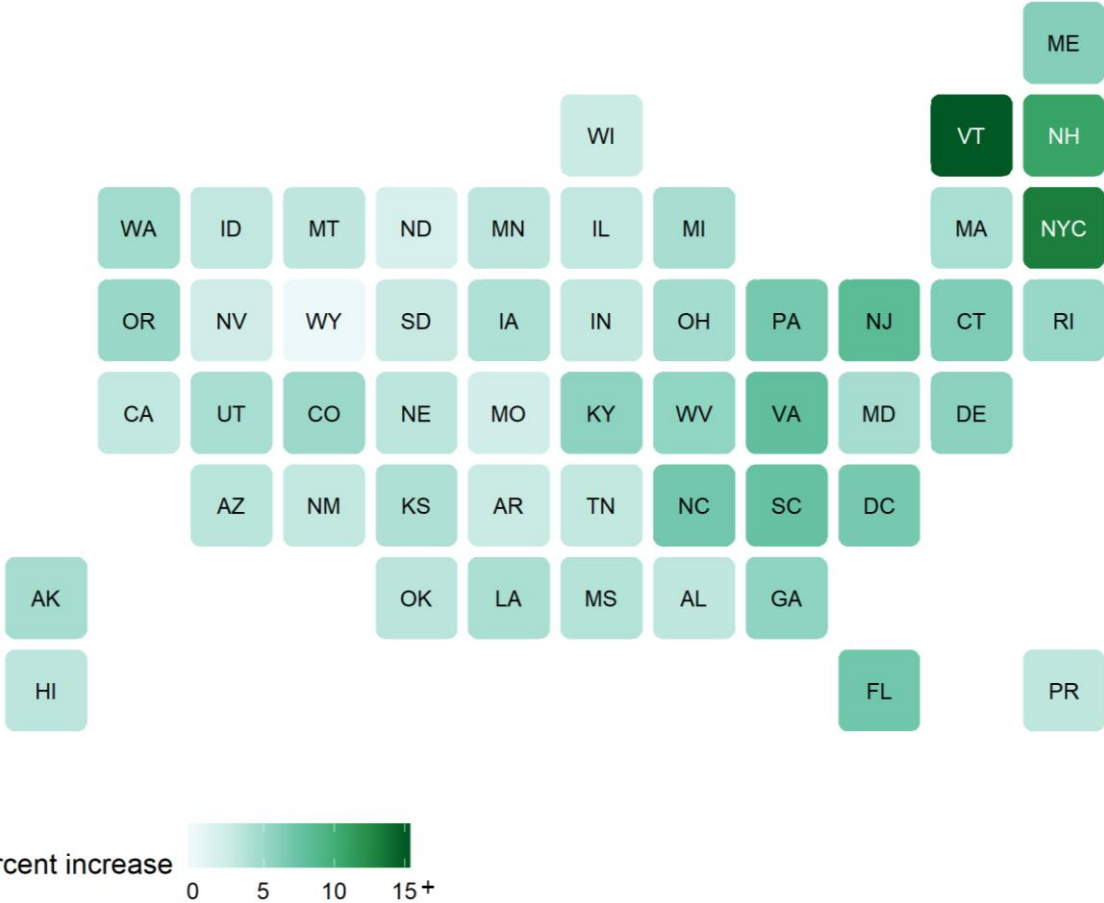 ME
WI VT NH
WA ID MT ND MN IL MI MA NYC
OR NV WY SD IA IN OH PA NJ CT RI
CA UT CO NE MO KY WV VA MD DE
AZ NM KS AR TN NC SC DC
AK OK LA MS AL GA
HI FL PR
rcent increase
0 5 10 15 +